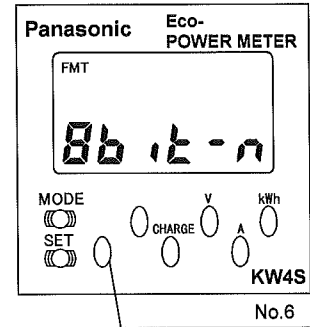 Panasonic
Eco-
POWER METER
FMT
8bit-n
MODE
SET
CHARGE
V
A
kWh
KW4S
No.6